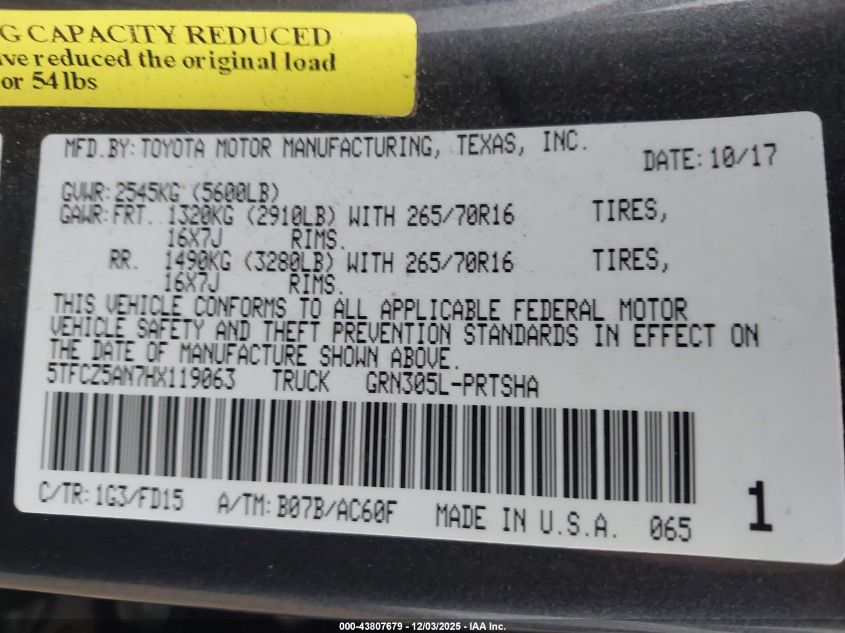 G CAPACITY REDUCED
ve reduced the original load
or 54 lbs
MFD.BY: TOYOTA MOTOR MANUFACTURING, TEXAS, INC. DATE: 10/17
GVWR: 2545KG (5600LB)
GAWR: FRT. 1320KG (2910LB) WITH 265/70R16 TIRES,
16X7J RIMS.
RR. 1490KG (3280LB) WITH 265/70R16 TIRES,
16X7J RIMS.
THIS VEHICLE CONFORMS TO ALL APPLICABLE FEDERAL MOTOR
VEHICLE SAFETY AND THEFT PREVENTION STANDARDS IN EFFECT ON
THE DATE OF MANUFACTURE SHOWN ABOVE.
5TFCZ5AN7HX119063 TRUCK GRN305L-PRTSHA
C/TR: 1G3/FD15 A/TM: B07B/AC60F MADE IN U.S.A. 065 1
000-43807679 - 12/03/2025 - IAA Inc.